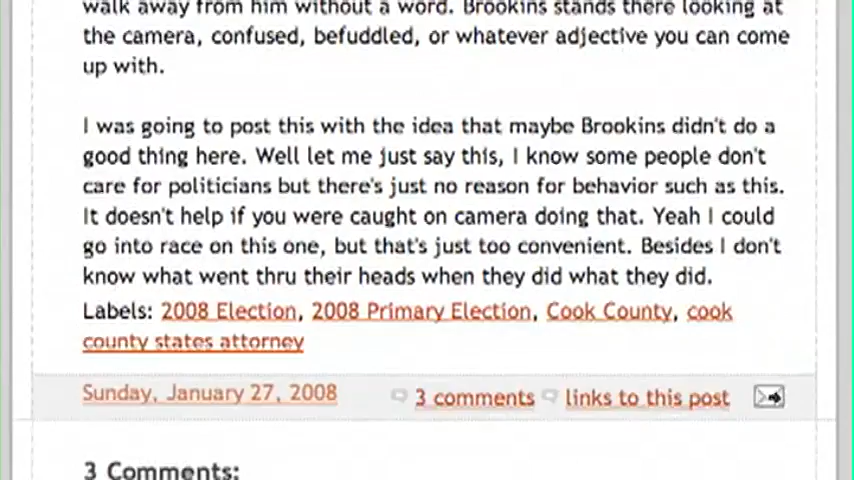 walk away from him without a word. Brookins stands there looking at
the camera, confused, befuddled, or whatever adjective you can come
up with.
I was going to post this with the idea that maybe Brookins didn't do a
good thing here. Well let me just say this, I know some people don't
care for politicians but there's just no reason for behavior such as this.
It doesn't help if you were caught on camera doing that. Yeah I could
go into race on this one, but that's just too convenient. Besides I don't
know what went thru their heads when they did what they did.
Labels: 2008 Election, 2008 Primary Election, Cook County, cook
county states attorney
Sunday, January 27, 2008 3 comments links to this post
3 Comments: